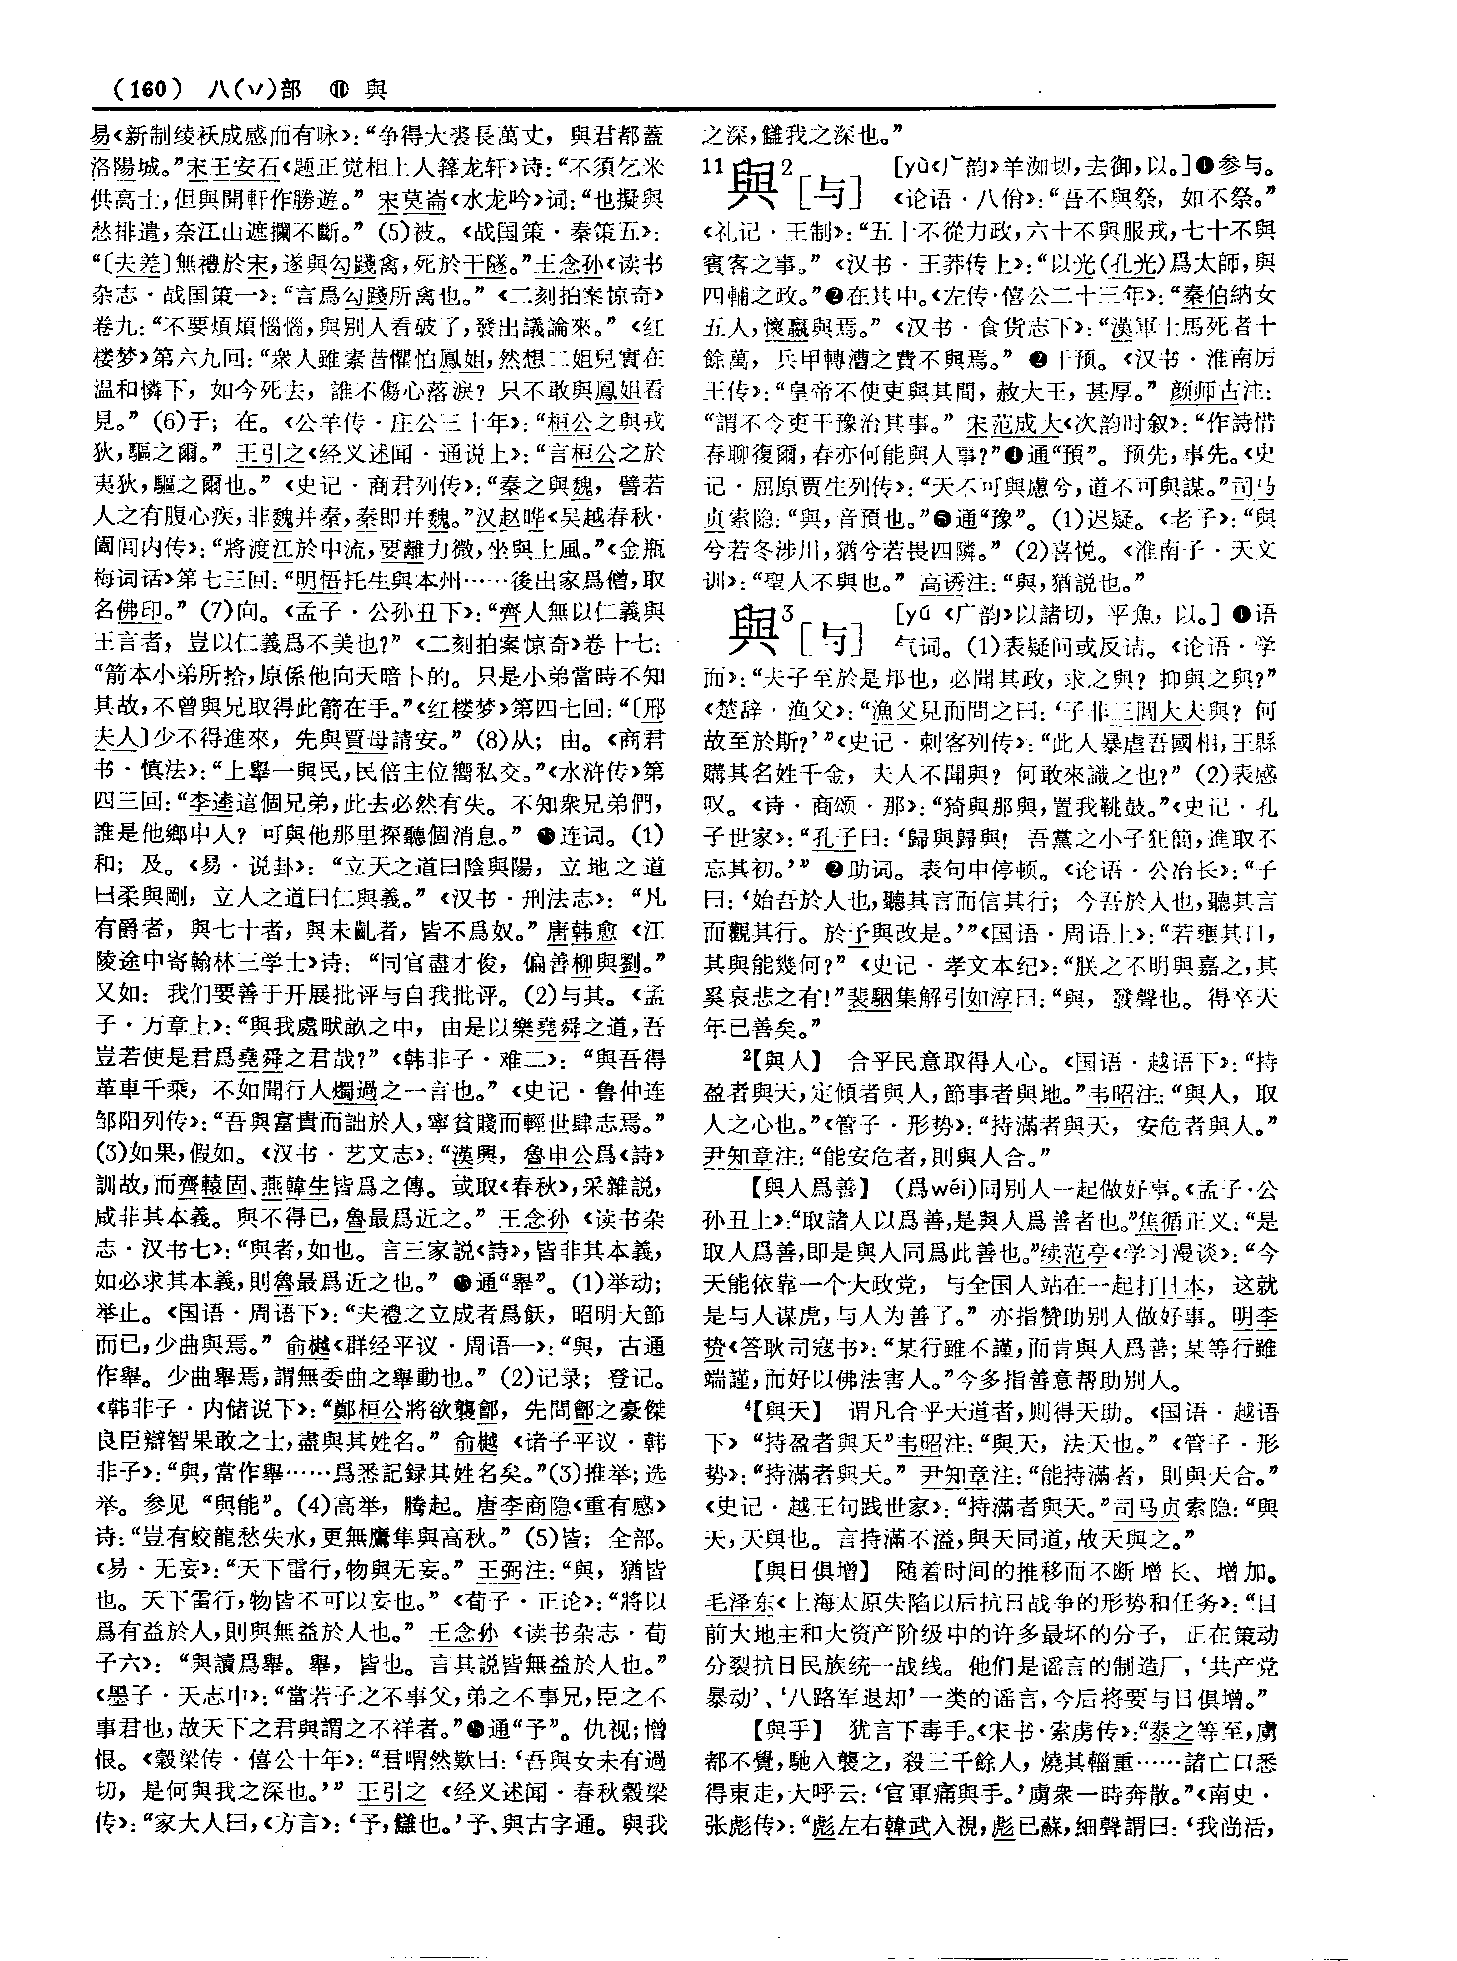 （160） 八(丷)部 ⑪ 與
易《新制绫袄成感而有咏》：“争得大裘長萬丈，與君都蓋
洛陽城。”宋王安石《题正觉相上人箨龙轩》诗：“不須乞米
供高士，但與開軒作勝遊。” 宋莫崙《水龙吟》词：“也擬與
愁排遣，奈江山遮攔不斷。”(5)被。《战国策·秦策五》：
“〔夫差〕無禮於宋，遂與勾踐禽，死於干隧。”王念孙《读书
杂志·战国策一》：“言爲勾踐所禽也。”《二刻拍案惊奇》
卷九：“不要煩煩惱惱，與別人看破了，發出議論來。”《红
楼梦》第六九回：“衆人雖素昔懼怕鳳姐，然想二姐兒實在
温和憐下，如今死去，誰不傷心落淚？只不敢與鳳姐看
見。”(6)于；在。《公羊传·庄公三十年》：“桓公之與戎
狄，驅之爾。” 王引之《经义述闻·通说上》：“言桓公之於
夷狄，驅之爾也。”《史记·商君列传》：“秦之與魏，譬若
人之有腹心疾，非魏并秦，秦即并魏。”汉赵晔《吴越春秋·
阖闾内传》：“將渡江於中流，要離力微，坐與上風。”《金瓶
梅词话》第七三回：“明悟托生與本州……後出家爲僧，取
名佛印。”(7)向。《孟子·公孙丑下》：“齊人無以仁義與
王言者，豈以仁義爲不美也？”《二刻拍案惊奇》卷十七：
“箭本小弟所拾，原係他向天暗卜的。只是小弟當時不知
其故，不曾與兄取得此箭在手。”《红楼梦》第四七回：“〔邢
夫人〕少不得進來，先與賈母請安。”(8)从；由。《商君
书·慎法》：“上舉一與民，民倍主位嚮私交。”《水浒传》第
四三回：“李逵這個兄弟，此去必然有失。不知衆兄弟們，
誰是他鄉中人？可與他那里探聽個消息。” 连词。(1)
和；及。《易·说卦》：“立天之道曰陰與陽，立地之道
曰柔與剛，立人之道曰仁與義。”《汉书·刑法志》：“凡
有爵者，與七十者，與未齓者，皆不爲奴。”唐韩愈《江
陵途中寄翰林三学士》诗：“同官盡才俊，偏善柳與劉。”
又如：我们要善于开展批评与自我批评。(2)与其。《孟
子·万章上》：“與我處畎畝之中，由是以樂堯舜之道，吾
豈若使是君爲堯舜之君哉？”《韩非子·难二》：“與吾得
革車千乘，不如聞行人燭過之一言也。”《史记·鲁仲连
邹阳列传》：“吾與富貴而詘於人，寧貧賤而輕世肆志焉。”
(3)如果，假如。《汉书·艺文志》：“漢興，魯申公爲《詩》
訓故，而齊轅固、燕韓生皆爲之傳。或取《春秋》，采雜説，
咸非其本義。與不得已，魯最爲近之。” 王念孙《读书杂
志·汉书七》：“與者，如也。言三家説《詩》，皆非其本義，
如必求其本義，則魯最爲近之也。” 通“舉”。(1)举动；
举止。《国语·周语下》：“夫禮之立成者爲飫，昭明大節
而已，少曲與焉。” 俞樾《群经平议·周语一》：“與，古通
作舉。少曲舉焉，謂無委曲之舉動也。”(2)记录；登记。
《韩非子·内储说下》：“鄭桓公將欲襲鄶，先問鄶之豪傑
良臣辯智果敢之士，盡與其姓名。” 俞樾《诸子平议·韩
非子》：“與，當作舉……爲悉記録其姓名矣。”(3)推举；选
举。参见“與能”。(4)高举，腾起。唐李商隐《重有感》
诗：“豈有蛟龍愁失水，更無鷹隼與高秋。”(5)皆；全部。
《易·无妄》：“天下雷行，物與无妄。” 王弼注：“與，猶皆
也。天下雷行，物皆不可以妄也。”《荀子·正论》：“將以
爲有益於人，則與無益於人也。” 王念孙《读书杂志·荀
子六》：“與讀爲舉。舉，皆也。言其説皆無益於人也。”
《墨子·天志中》：“當若子之不事父，弟之不事兄，臣之不
事君也，故天下之君與謂之不祥者。” 通“予”。仇视；憎
恨。《穀梁传·僖公十年》：“君喟然歎曰：‘吾與女未有過
切，是何與我之深也。’” 王引之《经义述闻·春秋穀梁
传》：“家大人曰，《方言》：‘予，讎也。’予、與古字通。與我
之深，讎我之深也。”
11 與2[与] [yù《广韵》羊洳切，去御，以。]❶参与。
《论语·八佾》：“吾不與祭，如不祭。”
《礼记·王制》：“五十不從力政，六十不與服戎，七十不與
賓客之事。”《汉书·王莽传上》：“以光(孔光)爲太師，與
四輔之政。”❷在其中。《左传·僖公二十三年》：“秦伯納女
五人，懷嬴與焉。”《汉书·食货志下》：“漢軍士馬死者十
餘萬，兵甲轉漕之費不與焉。” ❷干预。《汉书·淮南厉
王传》：“皇帝不使吏與其間，赦大王，甚厚。” 颜师古注：
“謂不令吏干豫治其事。” 宋范成大《次韵时叙》：“作詩惜
春聊復爾，春亦何能與人事？”❹通“預”。预先，事先。《史
记·屈原贾生列传》：“天不可與慮兮，道不可與謀。”司马
贞索隐：“與，音預也。”❺通“豫”。(1)迟疑。《老子》：“與
兮若冬涉川，猶兮若畏四隣。”(2)喜悦。《淮南子·天文
训》：“聖人不與也。” 高诱注：“與，猶説也。”
與3[与] [yú《广韵》以諸切，平魚，以。]❶语
气词。(1)表疑问或反诘。《论语·学
而》：“夫子至於是邦也，必聞其政，求之與？抑與之與？”
《楚辞·渔父》：“漁父見而問之曰：‘子非三閭大夫與？何
故至於斯？’”《史记·刺客列传》：“此人暴虐吾國相，王縣
購其名姓千金，夫人不聞與？何敢來識之也？”(2)表感
叹。《诗·商颂·那》：“猗與那與，置我鞉鼓。”《史记·孔
子世家》：“孔子曰：‘歸與歸與！吾黨之小子狂簡，進取不
忘其初。’” ❷助词。表句中停顿。《论语·公冶长》：“子
曰：‘始吾於人也，聽其言而信其行；今吾於人也，聽其言
而觀其行。於予與改是。’”《国语·周语上》：“若壅其口，
其與能幾何？”《史记·孝文本纪》：“朕之不明與嘉之，其
奚哀悲之有！”裴駰集解引如淳曰：“與，發聲也。得卒天
年已善矣。”
²【與人】 合乎民意取得人心。《国语·越语下》：“持
盈者與天，定傾者與人，節事者與地。”韦昭注：“與人，取
人之心也。”《管子·形势》：“持滿者與天，安危者與人。”
尹知章注：“能安危者，則與人合。”
【與人爲善】 (爲wéi)同别人一起做好事。《孟子·公
孙丑上》：“取諸人以爲善，是與人爲善者也。”焦循正义：“是
取人爲善，即是與人同爲此善也。”续范亭《学习漫谈》：“今
天能依靠一个大政党，与全国人站在一起打日本，这就
是与人谋虎，与人为善了。”亦指赞助别人做好事。明李
贽《答耿司寇书》：“某行雖不謹，而肯與人爲善；某等行雖
端謹，而好以佛法害人。”今多指善意帮助别人。
⁴【與天】 谓凡合乎天道者，则得天助。《国语·越语
下》“持盈者與天”韦昭注：“與天，法天也。”《管子·形
势》：“持滿者與天。” 尹知章注：“能持滿者，則與天合。”
《史记·越王句践世家》：“持滿者與天。”司马贞索隐：“與
天，天與也。言持滿不溢，與天同道，故天與之。”
【與日俱增】 随着时间的推移而不断增长、增加。
毛泽东《上海太原失陷以后抗日战争的形势和任务》：“目
前大地主和大资产阶级中的许多最坏的分子，正在策动
分裂抗日民族统一战线。他们是谣言的制造厂，‘共产党
暴动’、‘八路军退却’一类的谣言，今后将要与日俱增。”
【與手】 犹言下毒手。《宋书·索虏传》：“泰之等至，虜
都不覺，馳入襲之，殺三千餘人，燒其輜重……諸亡口悉
得東走，大呼云：‘官軍痛與手。’虜衆一時奔散。”《南史·
张彪传》：“彪左右韓武入視，彪已蘇，細聲謂曰：‘我尚活，